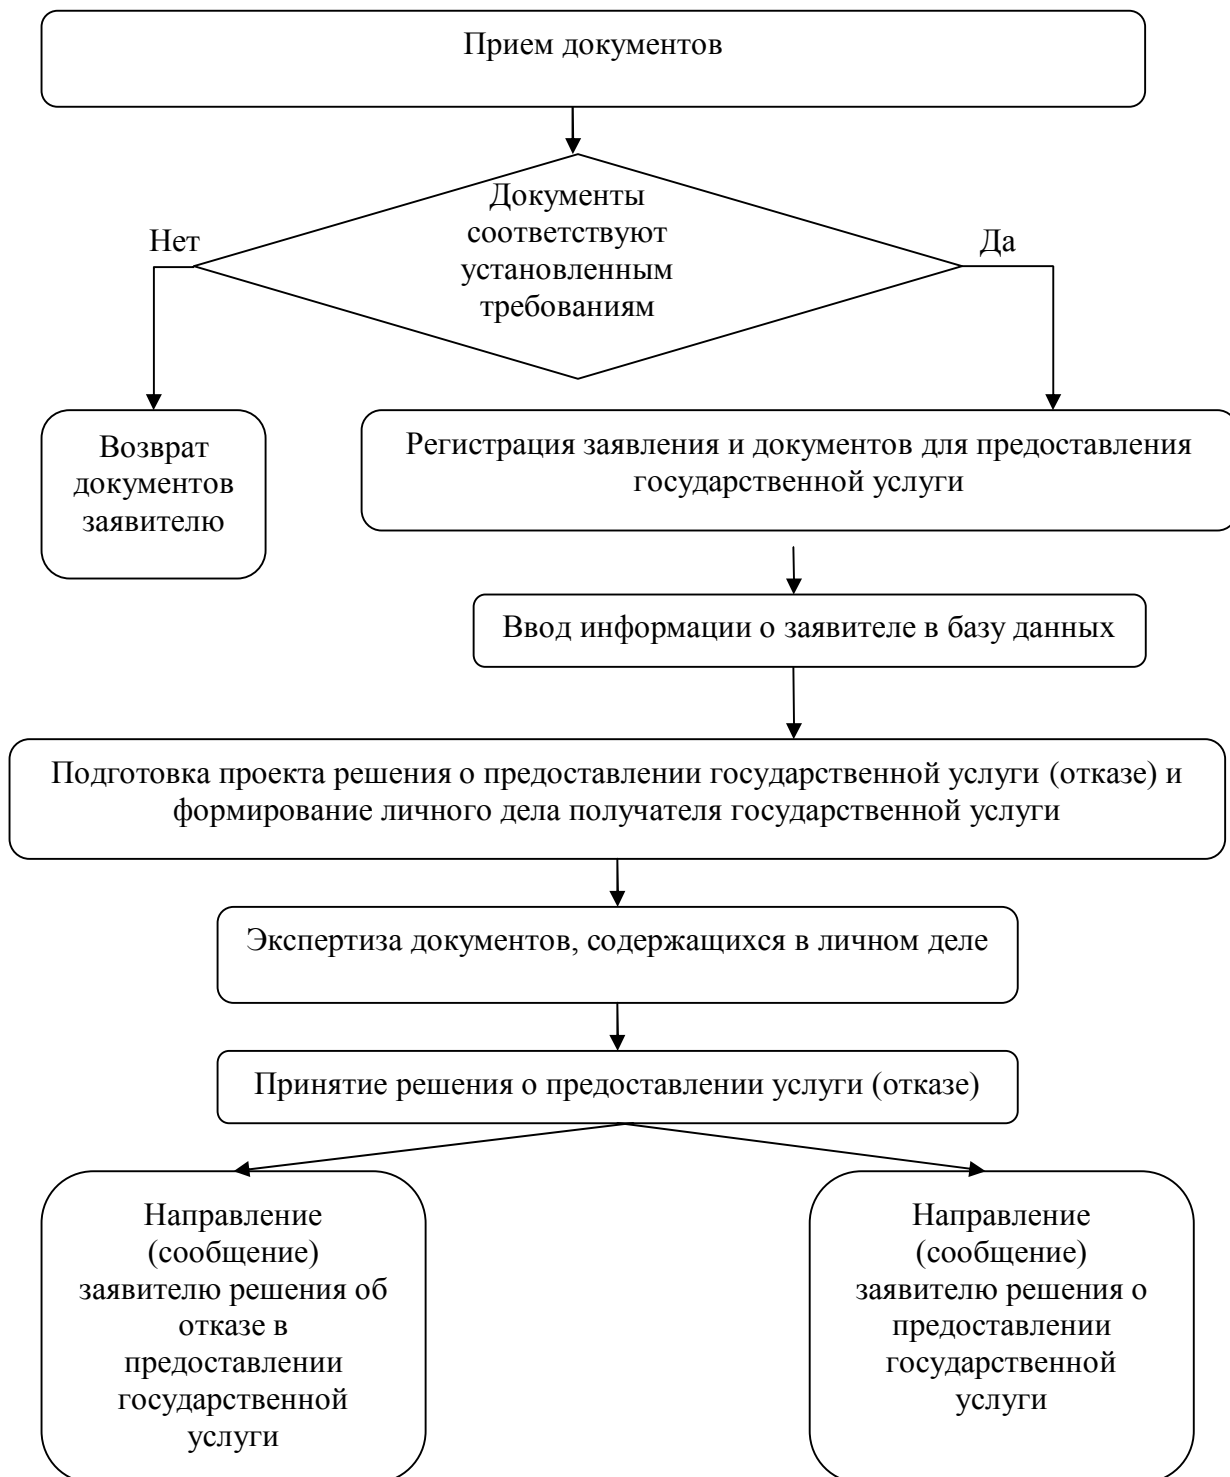 Прием документов
Документы
соответствуют
установленным
требованиям
Нет
Да
Возврат
документов
заявителю
Регистрация заявления и документов для предоставления
государственной услуги
Ввод информации о заявителе в базу данных
Подготовка проекта решения о предоставлении государственной услуги (отказе) и
формирование личного дела получателя государственной услуги
Экспертиза документов, содержащихся в личном деле
Принятие решения о предоставлении услуги (отказе)
Направление
(сообщение)
заявителю решения об
отказе в
предоставлении
государственной
услуги
Направление
(сообщение)
заявителю решения о
предоставлении
государственной
услуги